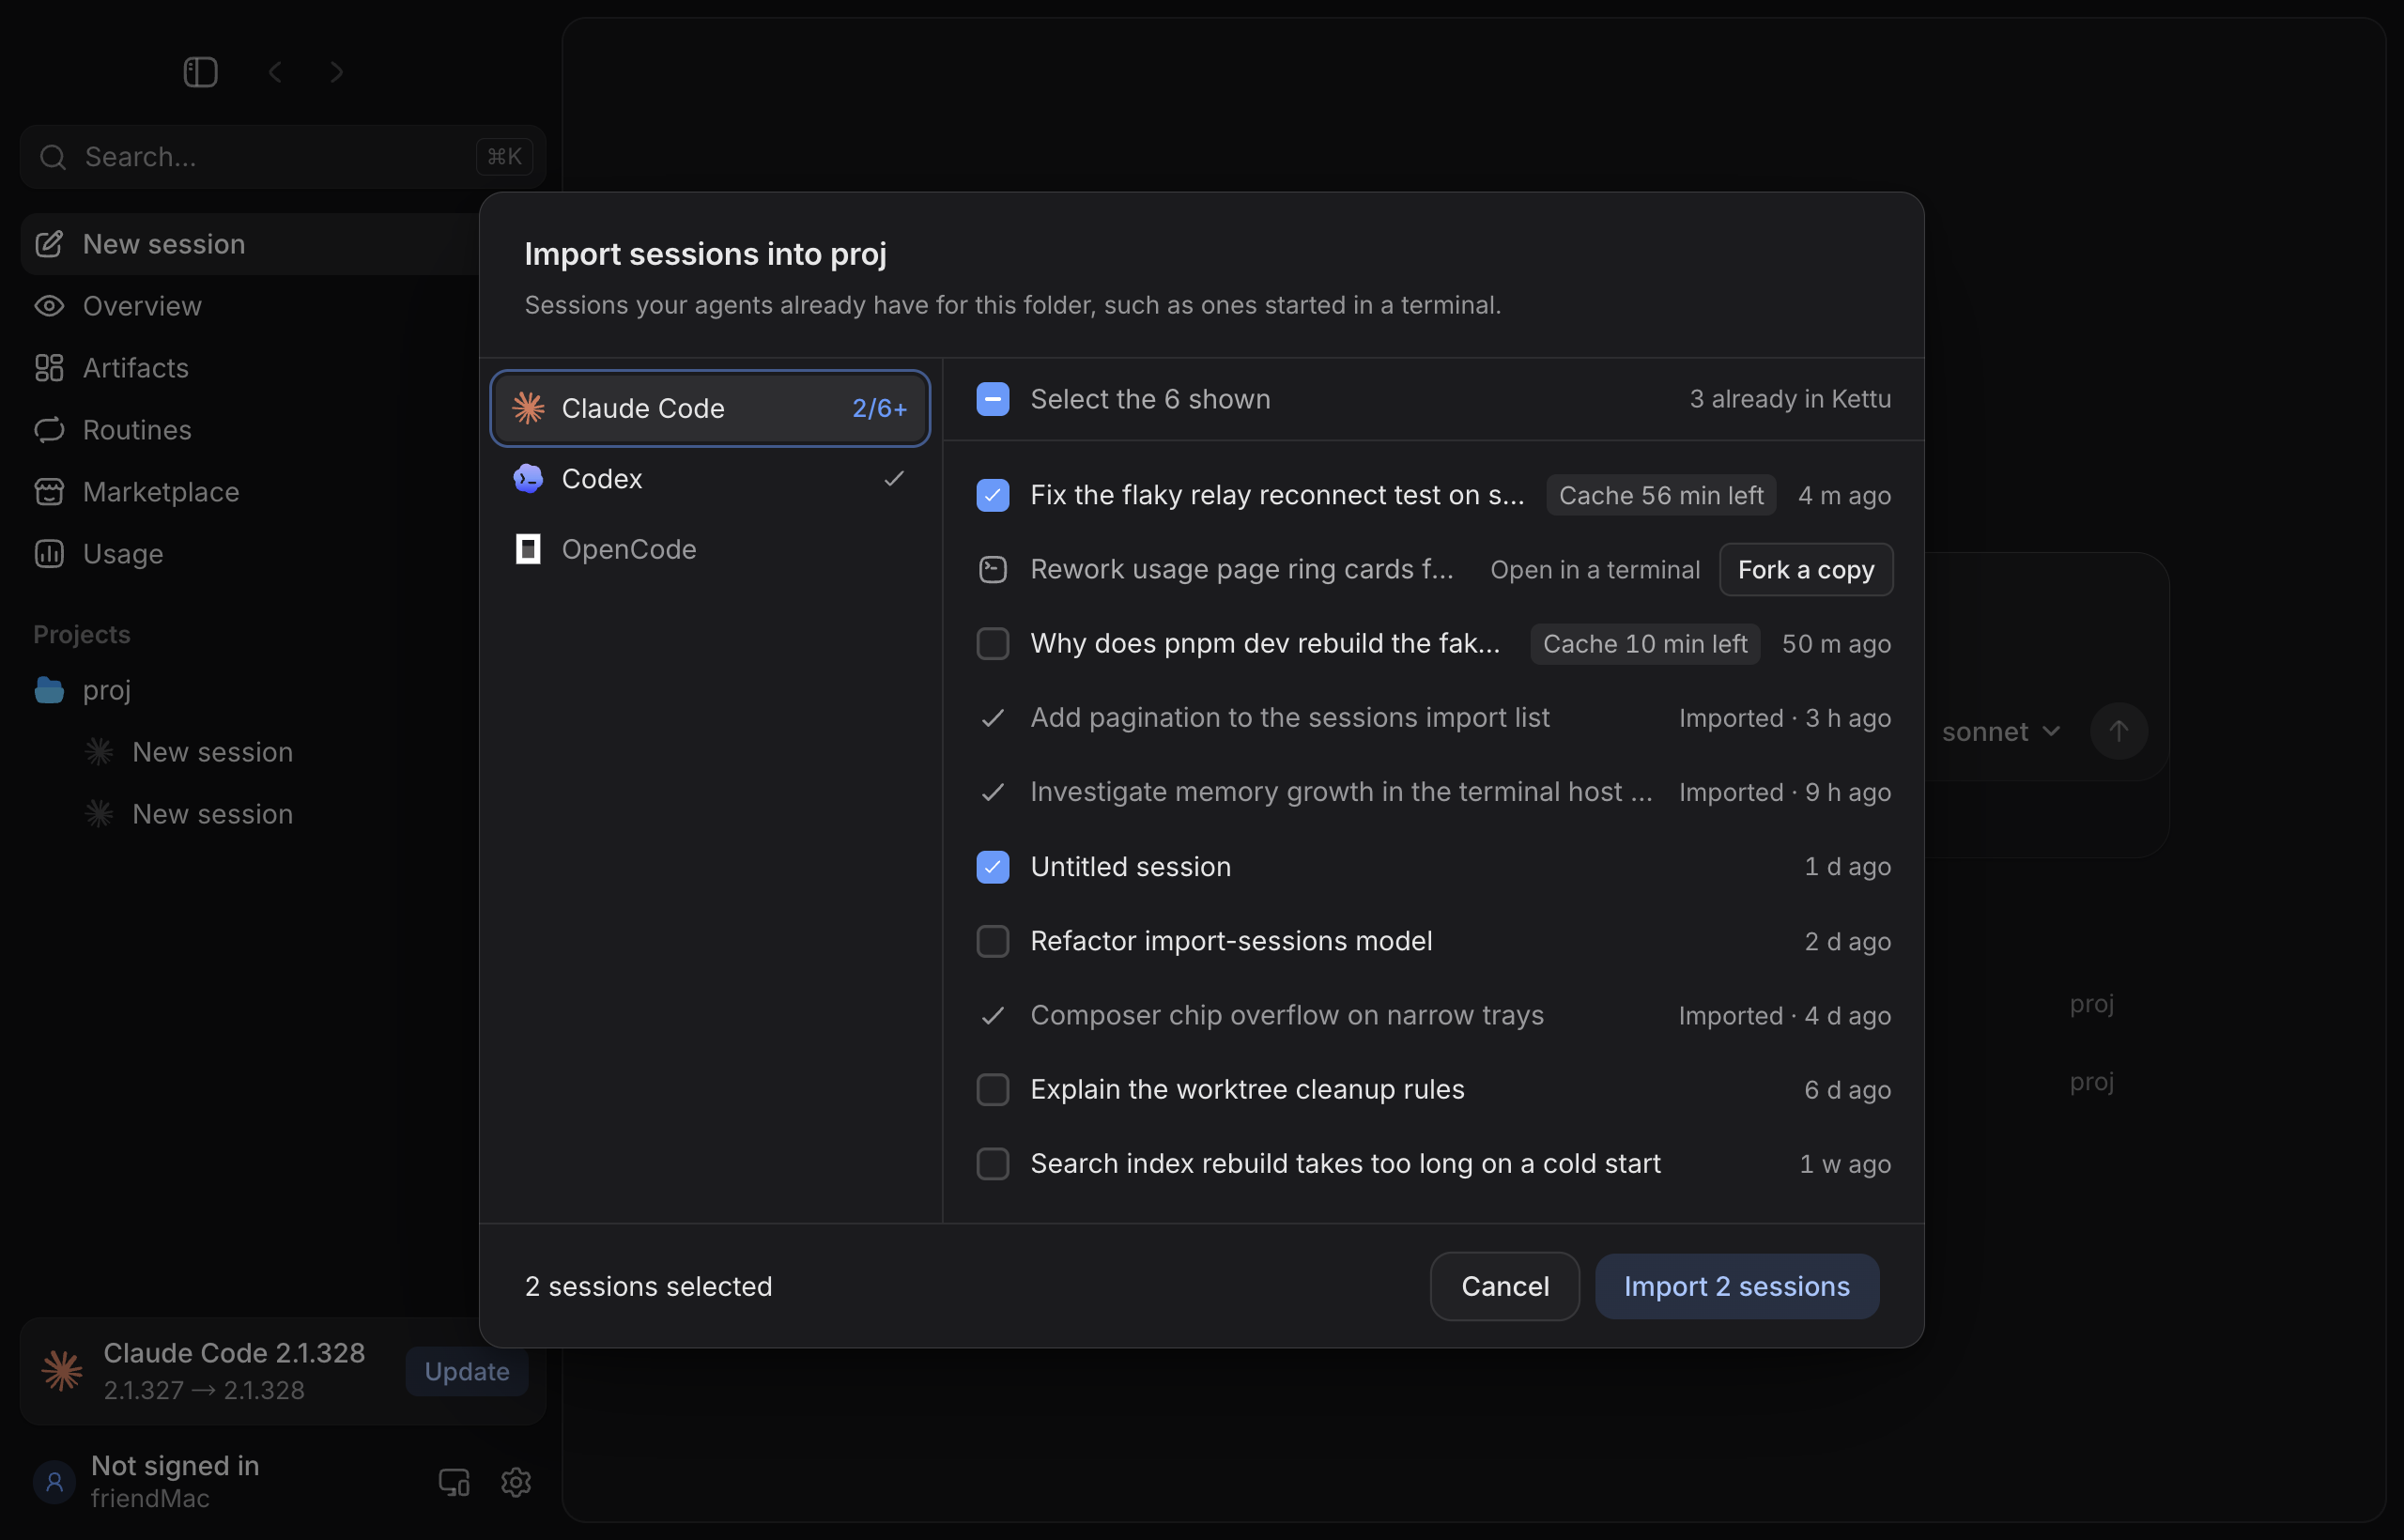 Search...
⌘K
New session
Overview
Artifacts
Routines
Marketplace
Usage
Projects
proj
New session
New session
Claude Code 2.1.328
2.1.327 → 2.1.328
Update
Not signed in
friendMac
Import sessions into proj
Sessions your agents already have for this folder, such as ones started in a terminal.
Claude Code 2/6+
Codex
OpenCode
Select the 6 shown 3 already in Kettu
Fix the flaky relay reconnect test on s... Cache 56 min left 4 m ago
Rework usage page ring cards f... Open in a terminal Fork a copy
Why does pnpm dev rebuild the fak... Cache 10 min left 50 m ago
Add pagination to the sessions import list Imported · 3 h ago
Investigate memory growth in the terminal host ... Imported · 9 h ago
Untitled session 1 d ago
Refactor import-sessions model 2 d ago
Composer chip overflow on narrow trays Imported · 4 d ago
Explain the worktree cleanup rules 6 d ago
Search index rebuild takes too long on a cold start 1 w ago
2 sessions selected
Cancel
Import 2 sessions
sonnet
proj
proj